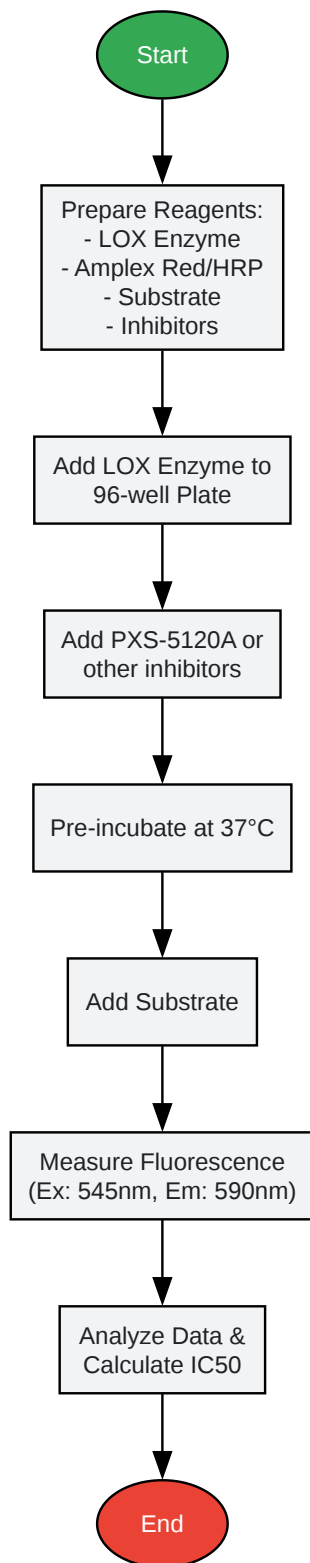 Start
Prepare Reagents:
- LOX Enzyme
- Amplex Red/HRP
- Substrate
- Inhibitors
Add LOX Enzyme to
96-well Plate
Add PXS-5120A or
other inhibitors
Pre-incubate at 37°C
Add Substrate
Measure Fluorescence
(Ex: 545nm, Em: 590nm)
Analyze Data &
Calculate IC50
End